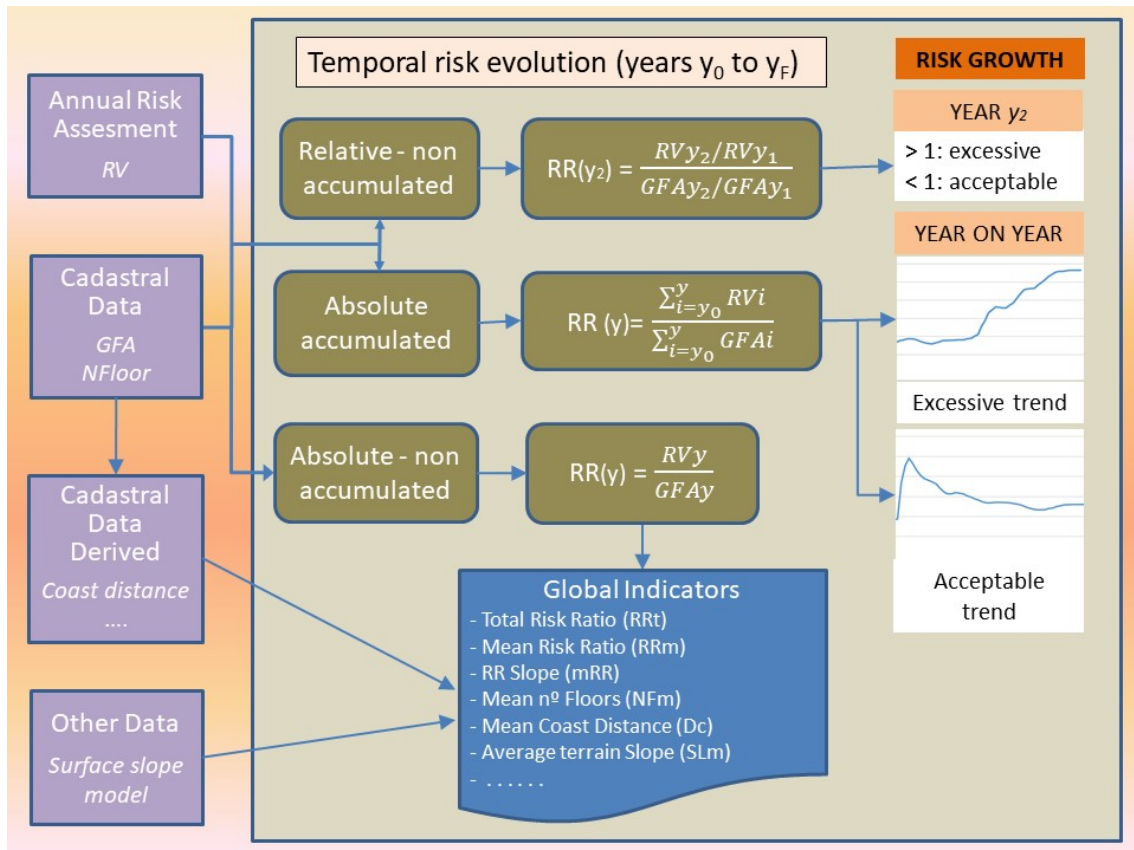 Temporal risk evolution (years y₀ to y_F)
Annual Risk
Assesment
RV
Cadastral
Data
GFA
NFloor
Cadastral
Data
Derived
Coast distance
....
Other Data
Surface slope
model
Relative - non
accumulated
RR(y₂) = (RVy₂/RVy₁)/(GFAy₂/GFAy₁)
Absolute
accumulated
RR (y)= (∑_{i=y₀}^{y} RVi)/(∑_{i=y₀}^{y} GFAi)
Absolute - non
accumulated
RR(y) = RVy/GFAy
Global Indicators
- Total Risk Ratio (RRt)
- Mean Risk Ratio (RRm)
- RR Slope (mRR)
- Mean nº Floors (NFm)
- Mean Coast Distance (Dc)
- Average terrain Slope (SLm)
- . . . . . .
RISK GROWTH
YEAR y₂
> 1: excessive
< 1: acceptable
YEAR ON YEAR
Excessive trend
Acceptable
trend